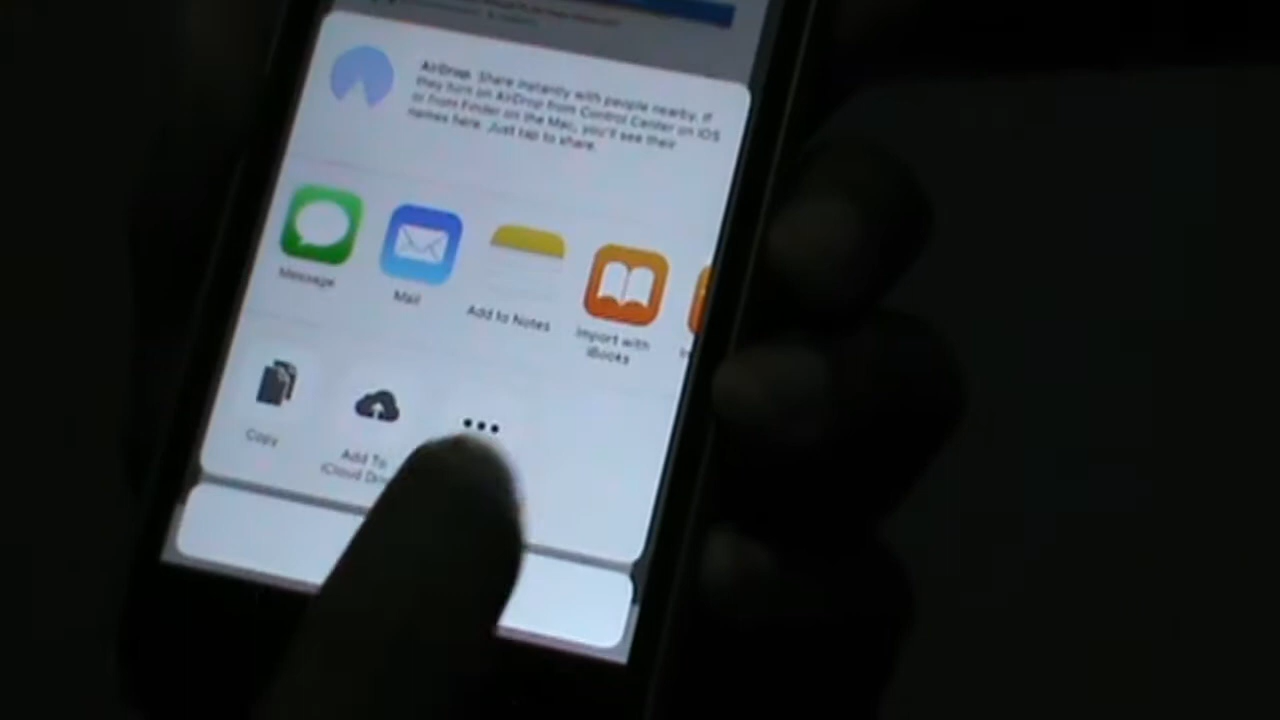 AirDrop. Share instantly with people nearby. If
they turn on AirDrop from Control Center on iOS
or from Finder on the Mac, you'll see their
names here. Just tap to share.
Message
Mail
Add to Notes
Import with
iBooks
Copy
Add To
iCloud